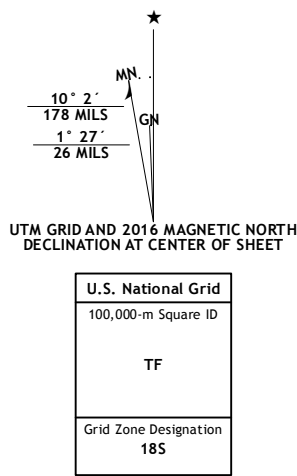 ★
MN
10° 2´
178 MILS
GN
1° 27´
26 MILS
UTM GRID AND 2016 MAGNETIC NORTH
DECLINATION AT CENTER OF SHEET
U.S. National Grid
100,000-m Square ID
TF
Grid Zone Designation
18S